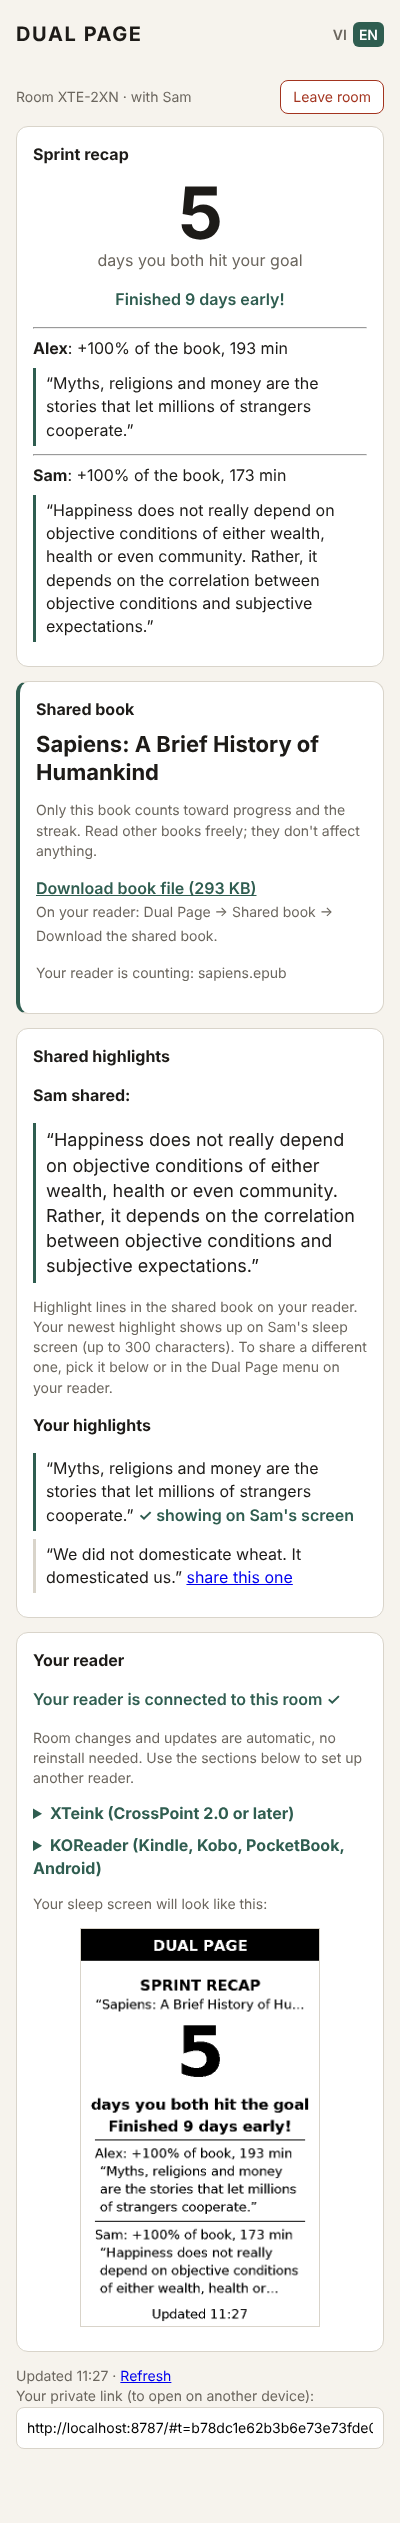 DUAL PAGE
VI EN
Room XTE-2XN · with Sam
Leave room
Sprint recap
5
days you both hit your goal
Finished 9 days early!
Alex: +100% of the book, 193 min
“Myths, religions and money are the
stories that let millions of strangers
cooperate.”
Sam: +100% of the book, 173 min
“Happiness does not really depend on
objective conditions of either wealth,
health or even community. Rather, it
depends on the correlation between
objective conditions and subjective
expectations.”
Shared book
Sapiens: A Brief History of
Humankind
Only this book counts toward progress and the
streak. Read other books freely; they don't affect
anything.
Download book file (293 KB)
On your reader: Dual Page → Shared book →
Download the shared book.
Your reader is counting: sapiens.epub
Shared highlights
Sam shared:
“Happiness does not really depend
on objective conditions of either
wealth, health or even community.
Rather, it depends on the correlation
between objective conditions and
subjective expectations.”
Highlight lines in the shared book on your reader.
Your newest highlight shows up on Sam's sleep
screen (up to 300 characters). To share a different
one, pick it below or in the Dual Page menu on
your reader.
Your highlights
“Myths, religions and money are the
stories that let millions of strangers
cooperate.” ✓ showing on Sam's screen
“We did not domesticate wheat. It
domesticated us.” share this one
Your reader
Your reader is connected to this room ✓
Room changes and updates are automatic, no
reinstall needed. Use the sections below to set up
another reader.
▶ XTeink (CrossPoint 2.0 or later)
▶ KOReader (Kindle, Kobo, PocketBook,
Android)
Your sleep screen will look like this:
DUAL PAGE
SPRINT RECAP
“Sapiens: A Brief History of Hu...
5
days you both hit the goal
Finished 9 days early!
Alex: +100% of book, 193 min
“Myths, religions and money
are the stories that let millions
of strangers cooperate.”
Sam: +100% of book, 173 min
“Happiness does not really
depend on objective conditions
of either wealth, health or...
Updated 11:27
Updated 11:27 · Refresh
Your private link (to open on another device):
http://localhost:8787/#t=b78dc1e62b3b6e73e73fde0